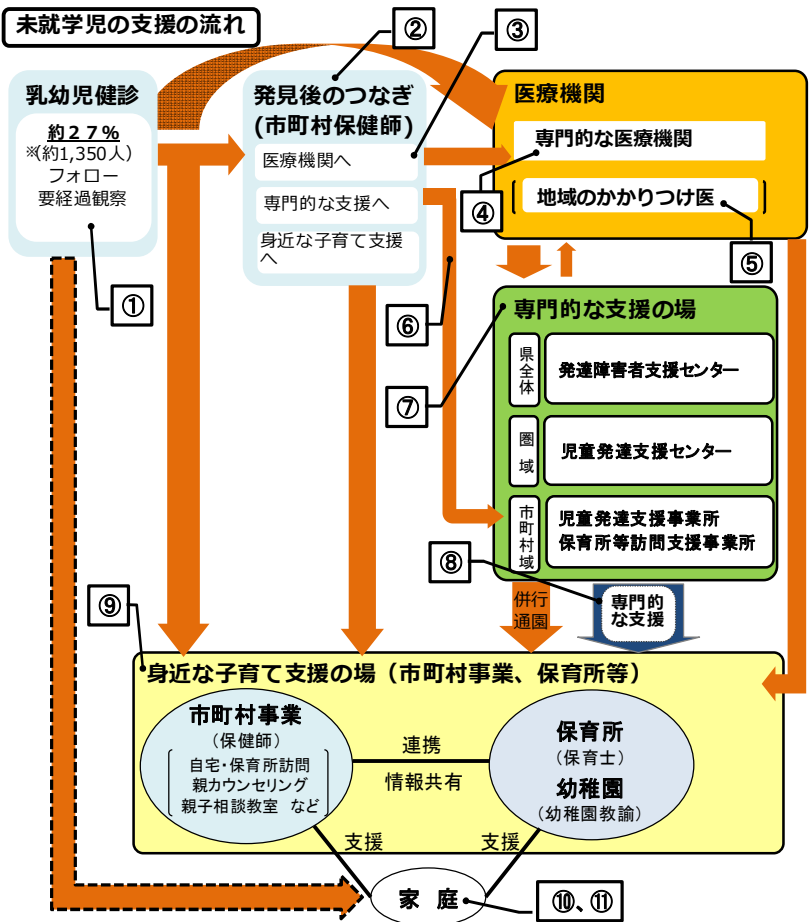 未就学児の支援の流れ
②
③
乳幼児健診
約27%
※(約1,350人)
フォロー
要経過観察
①
発見後のつなぎ
(市町村保健師)
医療機関へ
専門的な支援へ
身近な子育て支援
へ
医療機関
専門的な医療機関
④
地域のかかりつけ医
⑤
⑥
⑦
専門的な支援の場
県全体
発達障害者支援センター
圏域
児童発達支援センター
市町村域
児童発達支援事業所
保育所等訪問支援事業所
⑧
併行
通園
専門的
な支援
⑨
身近な子育て支援の場(市町村事業、保育所等)
市町村事業
(保健師)
自宅・保育所訪問
親カウンセリング
親子相談教室 など
連携
情報共有
保育所
(保育士)
幼稚園
(幼稚園教諭)
支援
支援
家 庭
⑩、⑪